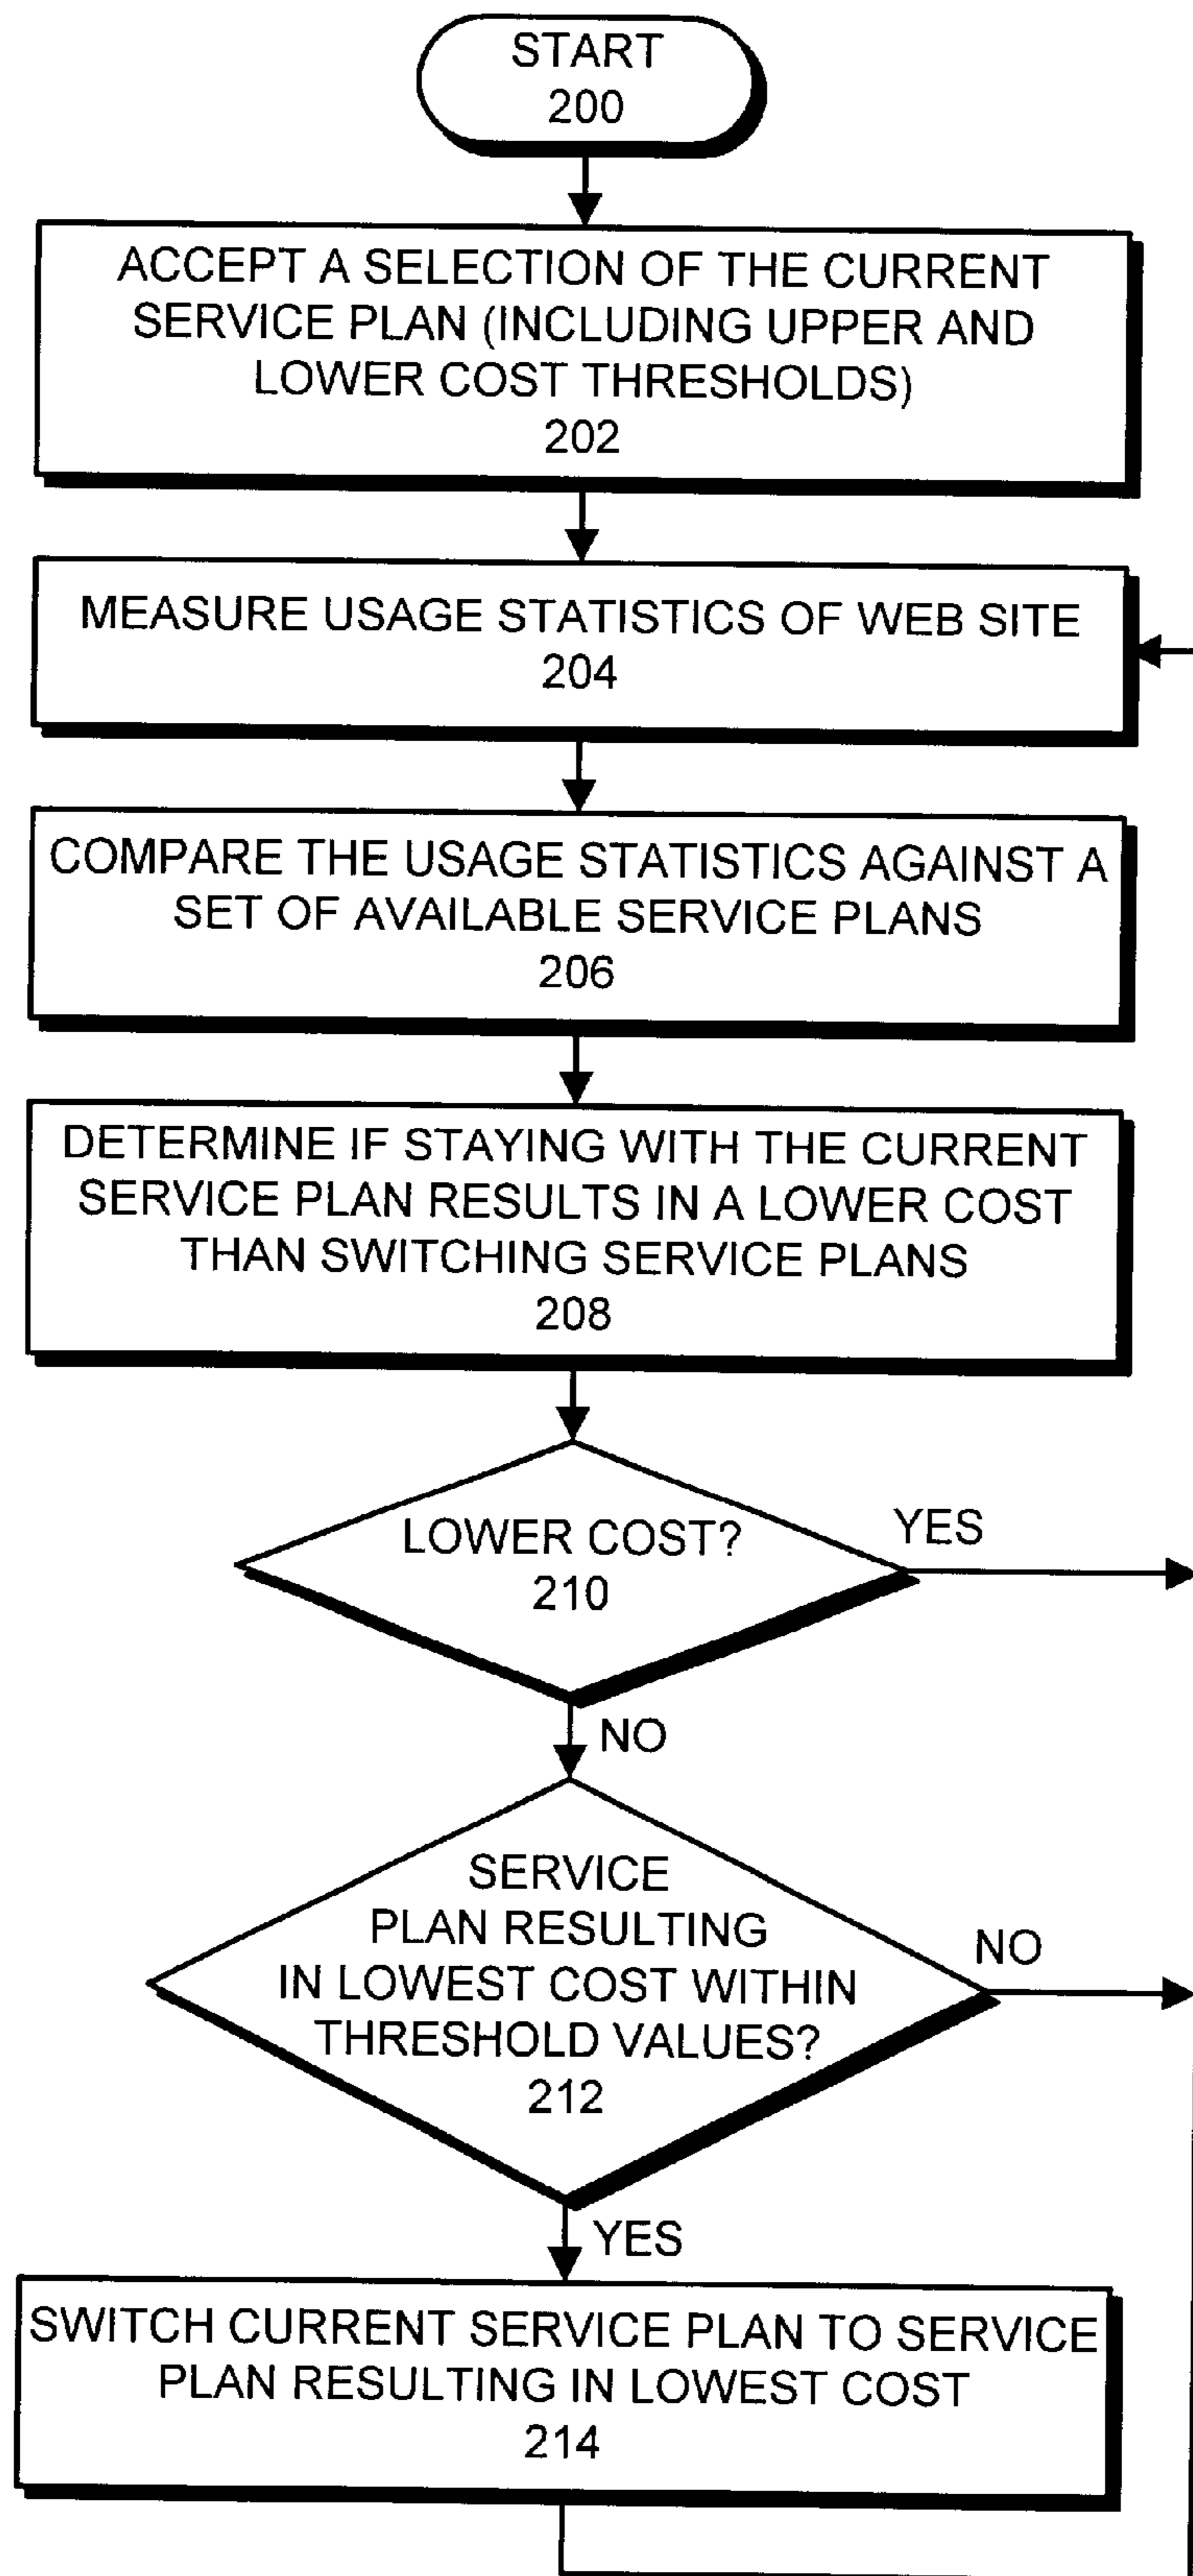 START
200
ACCEPT A SELECTION OF THE CURRENT
SERVICE PLAN (INCLUDING UPPER AND
LOWER COST THRESHOLDS)
202
MEASURE USAGE STATISTICS OF WEB SITE
204
COMPARE THE USAGE STATISTICS AGAINST A
SET OF AVAILABLE SERVICE PLANS
206
DETERMINE IF STAYING WITH THE CURRENT
SERVICE PLAN RESULTS IN A LOWER COST
THAN SWITCHING SERVICE PLANS
208
LOWER COST?
210
YES
NO
SERVICE
PLAN RESULTING
IN LOWEST COST WITHIN
THRESHOLD VALUES?
212
NO
YES
SWITCH CURRENT SERVICE PLAN TO SERVICE
PLAN RESULTING IN LOWEST COST
214